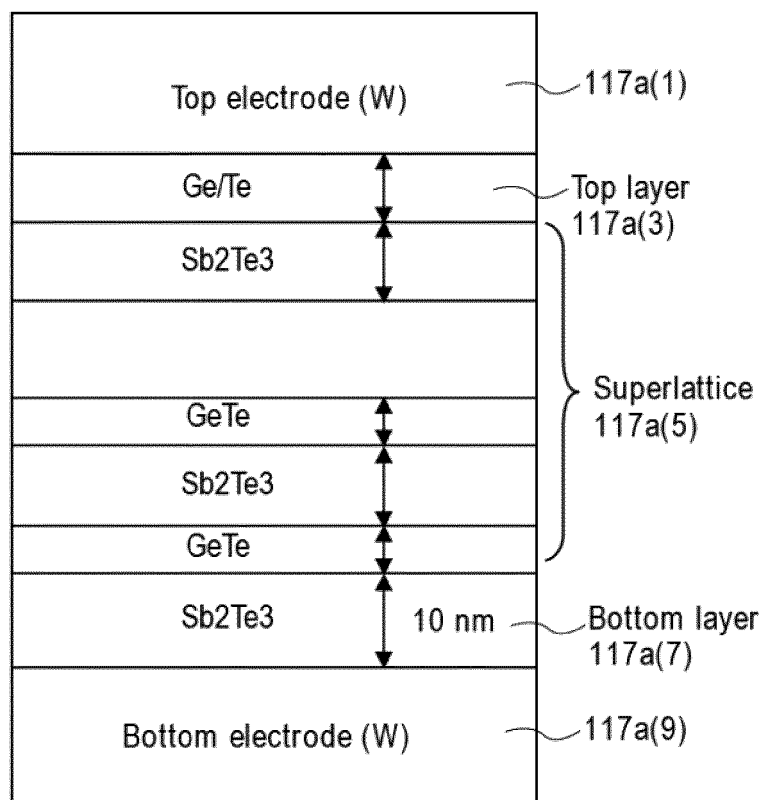 Top electrode (W)
117a(1)
Ge/Te
Top layer
117a(3)
Sb2Te3
GeTe
Superlattice
117a(5)
Sb2Te3
GeTe
Sb2Te3
10 nm
Bottom layer
117a(7)
Bottom electrode (W)
117a(9)